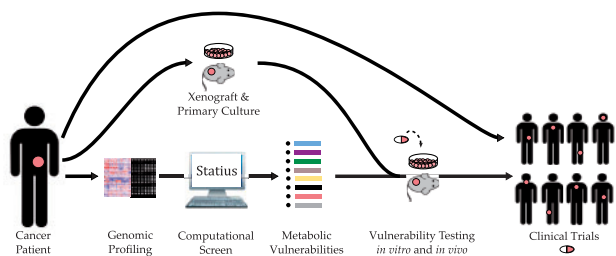 Xenograft &
Primary Culture
Statius
Cancer
Patient
Genomic
Profiling
Computational
Screen
Metabolic
Vulnerabilities
Vulnerability Testing
in vitro and in vivo
Clinical Trials